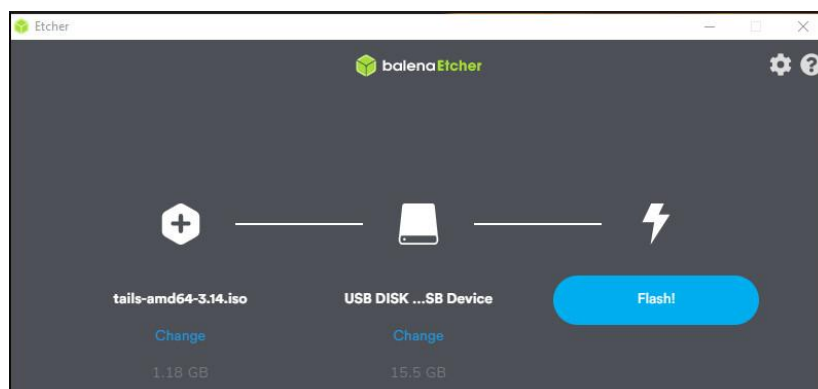 Etcher
balenaEtcher
tails-amd64-3.14.iso
USB DISK ...SB Device
Flash!
Change
Change
1.18 GB
15.5 GB